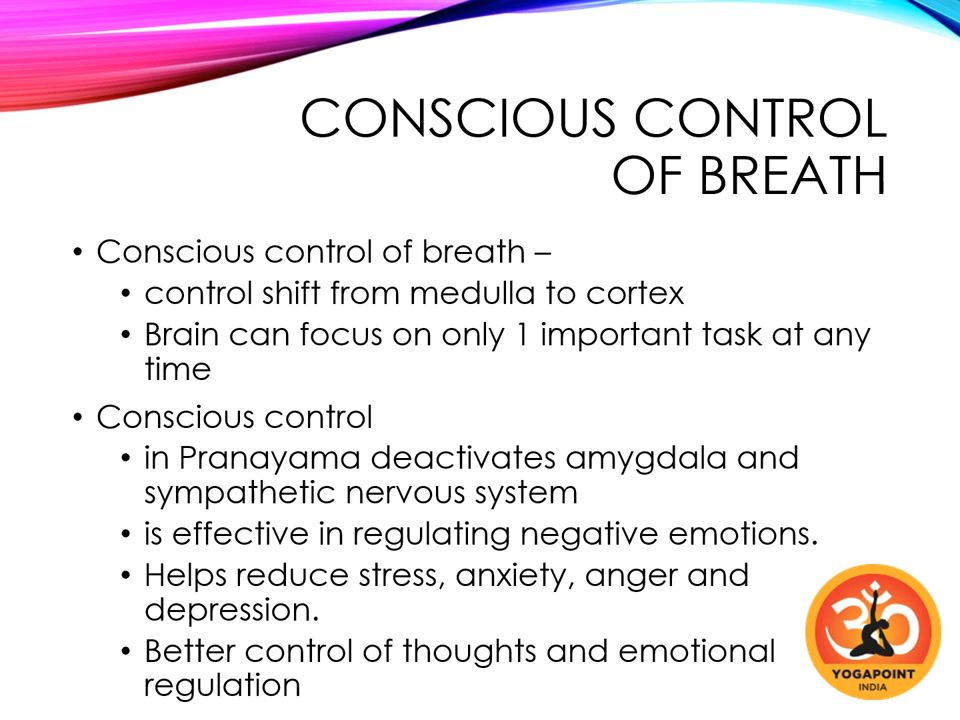 CONSCIOUS CONTROL
OF BREATH
• Conscious control of breath –
• control shift from medulla to cortex
• Brain can focus on only 1 important task at any
time
• Conscious control
• in Pranayama deactivates amygdala and
sympathetic nervous system
• is effective in regulating negative emotions.
• Helps reduce stress, anxiety, anger and
depression.
• Better control of thoughts and emotional
regulation
ॐ
YOGAPOINT
INDIA